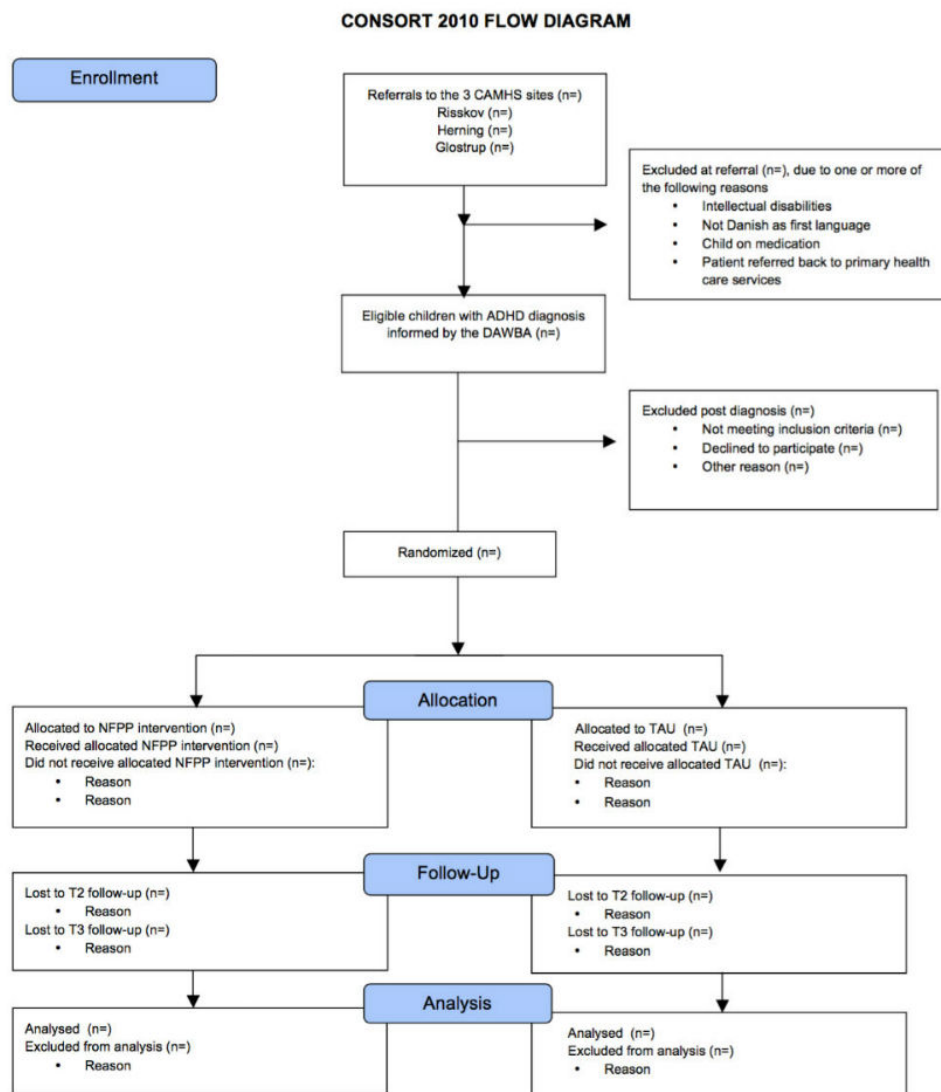 CONSORT 2010 FLOW DIAGRAM
Enrollment
Referrals to the 3 CAMHS sites (n=)
Risskov (n=)
Herning (n=)
Glostrup (n=)
Excluded at referral (n=), due to one or more of
the following reasons
• Intellectual disabilities
• Not Danish as first language
• Child on medication
• Patient referred back to primary health
care services
Eligible children with ADHD diagnosis
informed by the DAWBA (n=)
Excluded post diagnosis (n=)
• Not meeting inclusion criteria (n=)
• Declined to participate (n=)
• Other reason (n=)
Randomized (n=)
Allocation
Allocated to NFPP intervention (n=)
Received allocated NFPP intervention (n=)
Did not receive allocated NFPP intervention (n=):
• Reason
• Reason
Allocated to TAU (n=)
Received allocated TAU (n=)
Did not receive allocated TAU (n=):
• Reason
• Reason
Follow-Up
Lost to T2 follow-up (n=)
• Reason
Lost to T3 follow-up (n=)
• Reason
Lost to T2 follow-up (n=)
• Reason
Lost to T3 follow-up (n=)
• Reason
Analysis
Analysed (n=)
Excluded from analysis (n=)
• Reason
Analysed (n=)
Excluded from analysis (n=)
• Reason